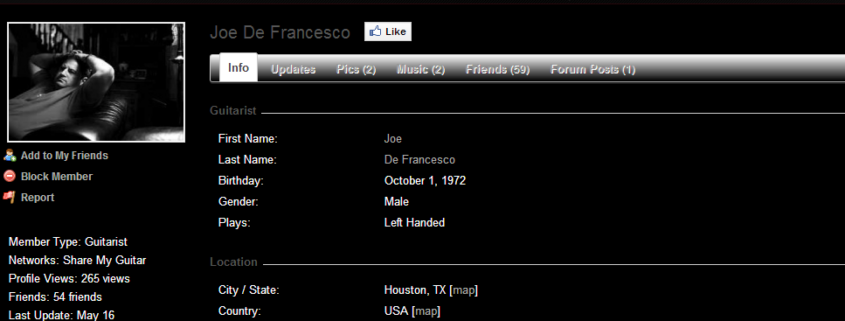 Joe De Francesco Like
Info Updates Pics (2) Music (2) Friends (59) Forum Posts (1)
Add to My Friends
Block Member
Report
Member Type: Guitarist
Networks: Share My Guitar
Profile Views: 265 views
Friends: 54 friends
Last Update: May 16
Guitarist
First Name: Joe
Last Name: De Francesco
Birthday: October 1, 1972
Gender: Male
Plays: Left Handed
Location
City / State: Houston, TX [map]
Country: USA [map]